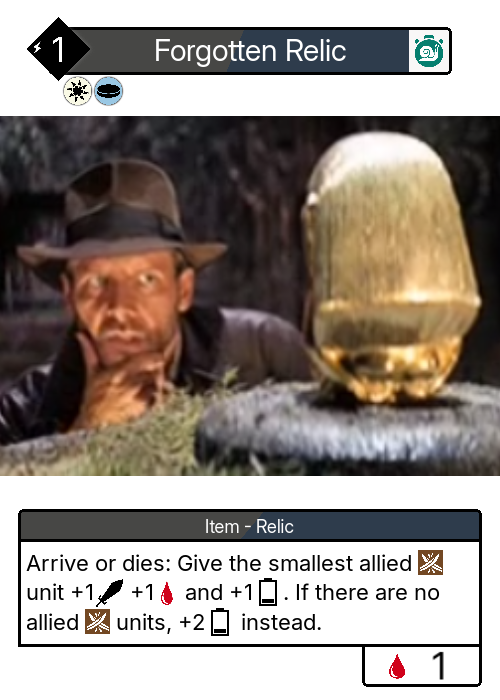 1 Forgotten Relic
Item - Relic
Arrive or dies: Give the smallest allied
unit +1 +1 and +1 . If there are no
allied units, +2 instead.
1